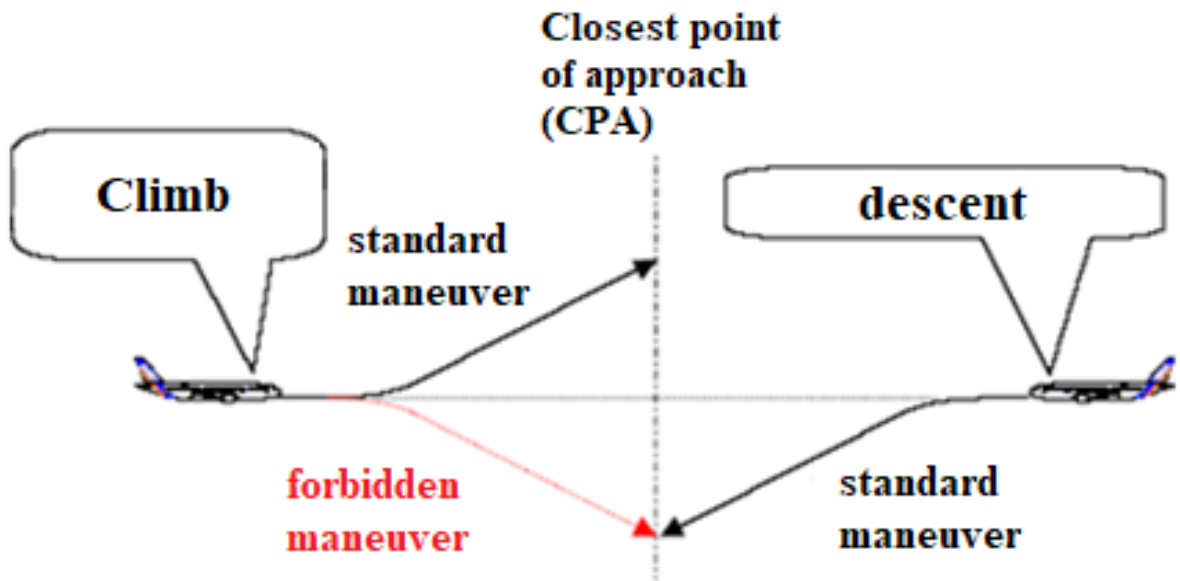 Closest point
of approach
(CPA)
Climb
descent
standard
maneuver
forbidden
maneuver
standard
maneuver